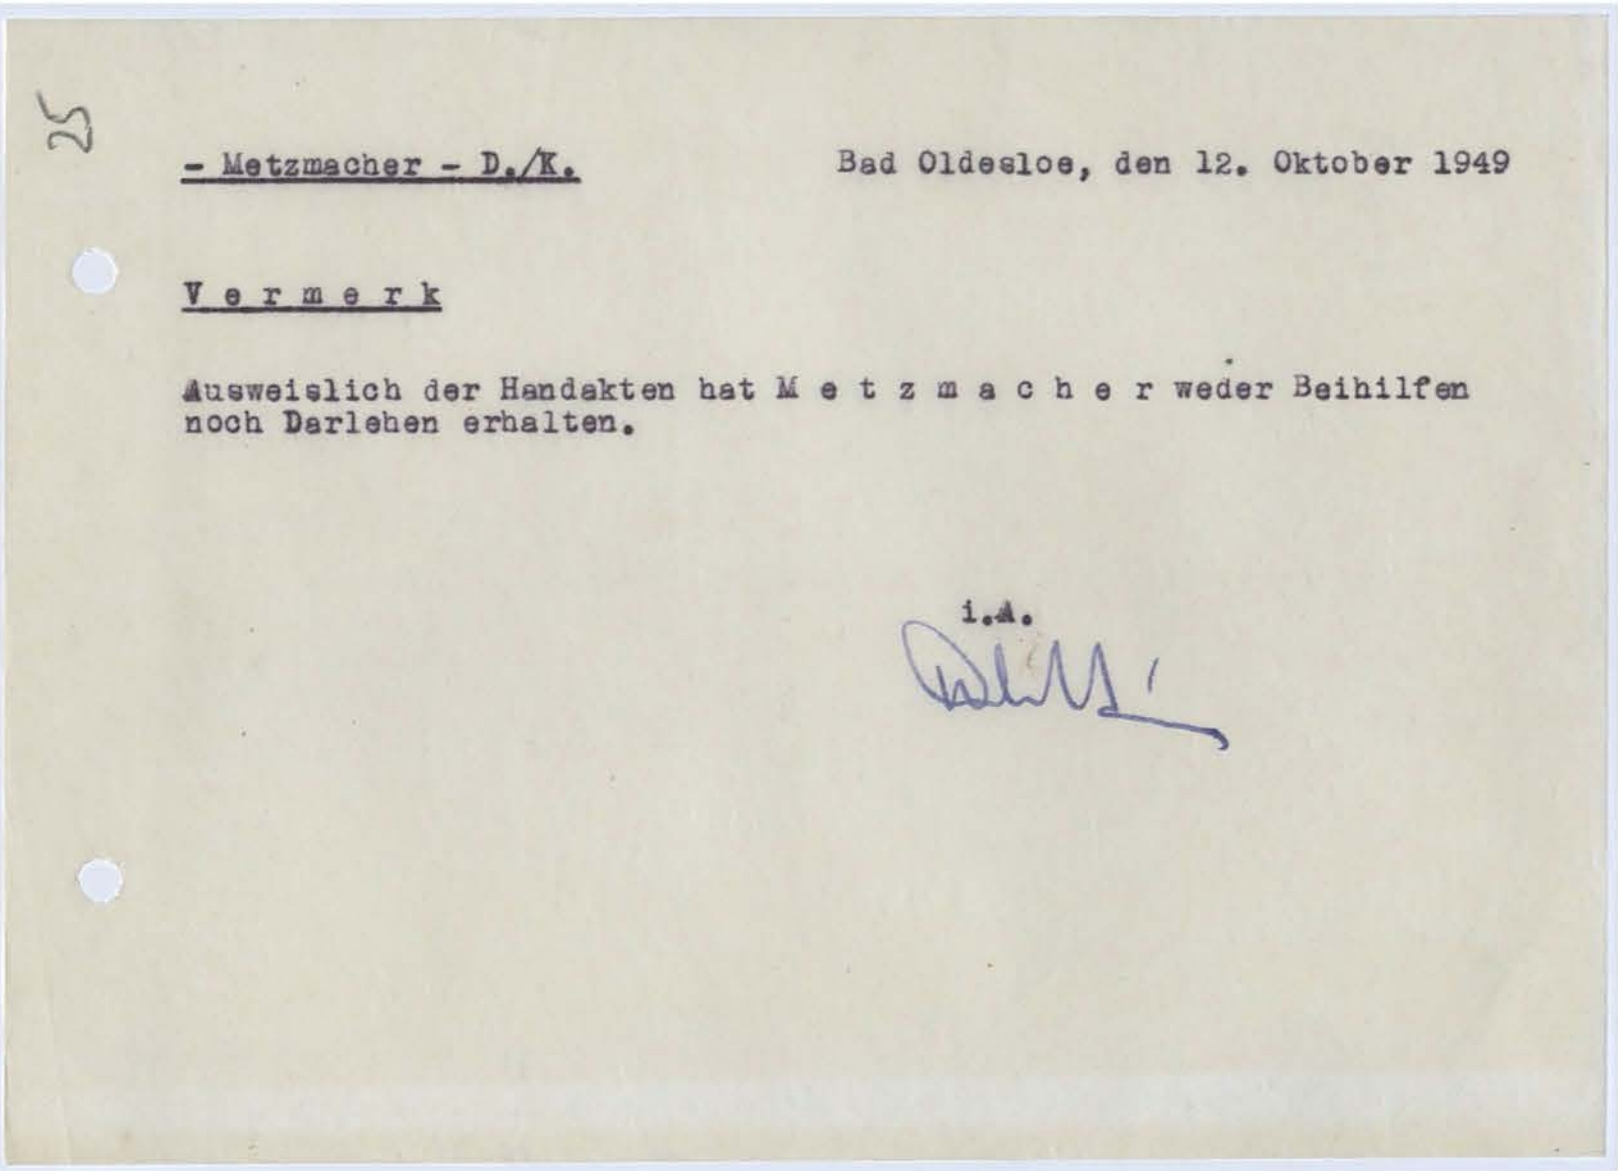 25
- Metzmacher - D./K. Bad Oldesloe, den 12. Oktober 1949
V e r m e r k
Ausweislich der Handakten hat M e t z m a c h e r weder Beihilfen
noch Darlehen erhalten.
i.A.